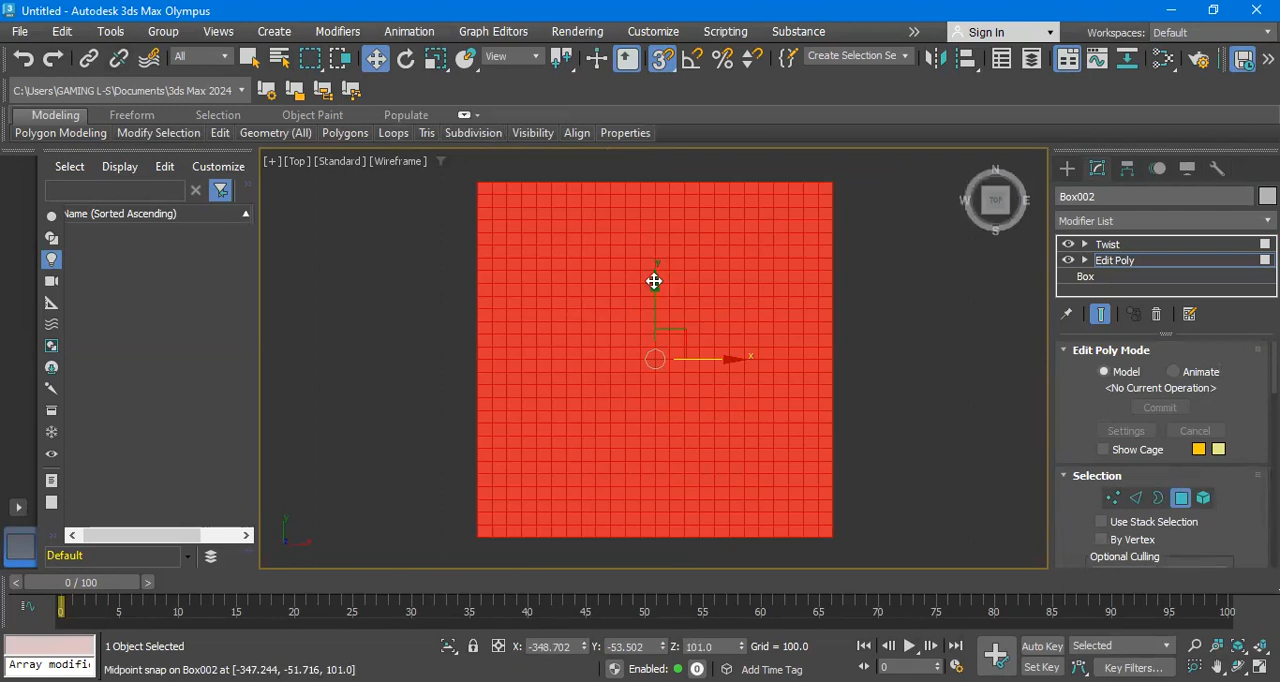 Untitled - Autodesk 3ds Max Olympus
File Edit Tools Group Views Create Modifiers Animation Graph Editors Rendering Customize Scripting Substance Sign In Workspaces: Default
All View Create Selection Se
C:\Users\GAMING L-S\Documents\3ds Max 2024
Modeling Freeform Selection Object Paint Populate
Polygon Modeling Modify Selection Edit Geometry (All) Polygons Loops Tris Subdivision Visibility Align Properties
Select Display Edit Customize
[+] [Top] [Standard] [Wireframe]
Name (Sorted Ascending)
N
W TOP E
S
y
x
Box002
Modifier List
Twist
Edit Poly
Box
Edit Poly Mode
Model Animate
<No Current Operation>
Commit
Settings Cancel
Show Cage
Selection
Use Stack Selection
By Vertex
Optional Culling
Default
0 / 100
0 5 10 15 20 25 30 35 40 45 50 55 60 65 70 75 80 85 90 95 100
1 Object Selected X: -348.702 Y: -53.502 Z: 101.0 Grid = 100.0 Auto Key Selected
Array modifi
Midpoint snap on Box002 at [-347.244, -51.716, 101.0] Enabled: 0 Add Time Tag 0 Set Key Key Filters...